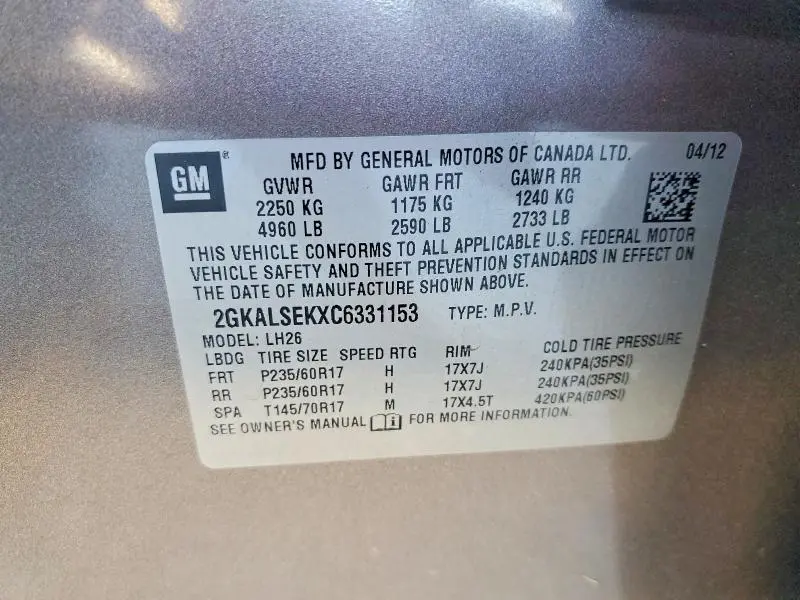 GM® MFD BY GENERAL MOTORS OF CANADA LTD. 04/12
GVWR GAWR FRT GAWR RR
2250 KG 1175 KG 1240 KG
4960 LB 2590 LB 2733 LB
THIS VEHICLE CONFORMS TO ALL APPLICABLE U.S. FEDERAL MOTOR
VEHICLE SAFETY AND THEFT PREVENTION STANDARDS IN EFFECT ON
THE DATE OF MANUFACTURE SHOWN ABOVE.
2GKALSEKXC6331153 TYPE: M.P.V.
MODEL: LH26
LBDG TIRE SIZE SPEED RTG RIM COLD TIRE PRESSURE
FRT P235/60R17 H 17X7J 240KPA(35PSI)
RR P235/60R17 H 17X7J 240KPA(35PSI)
SPA T145/70R17 M 17X4.5T 420KPA(60PSI)
SEE OWNER'S MANUAL i FOR MORE INFORMATION.